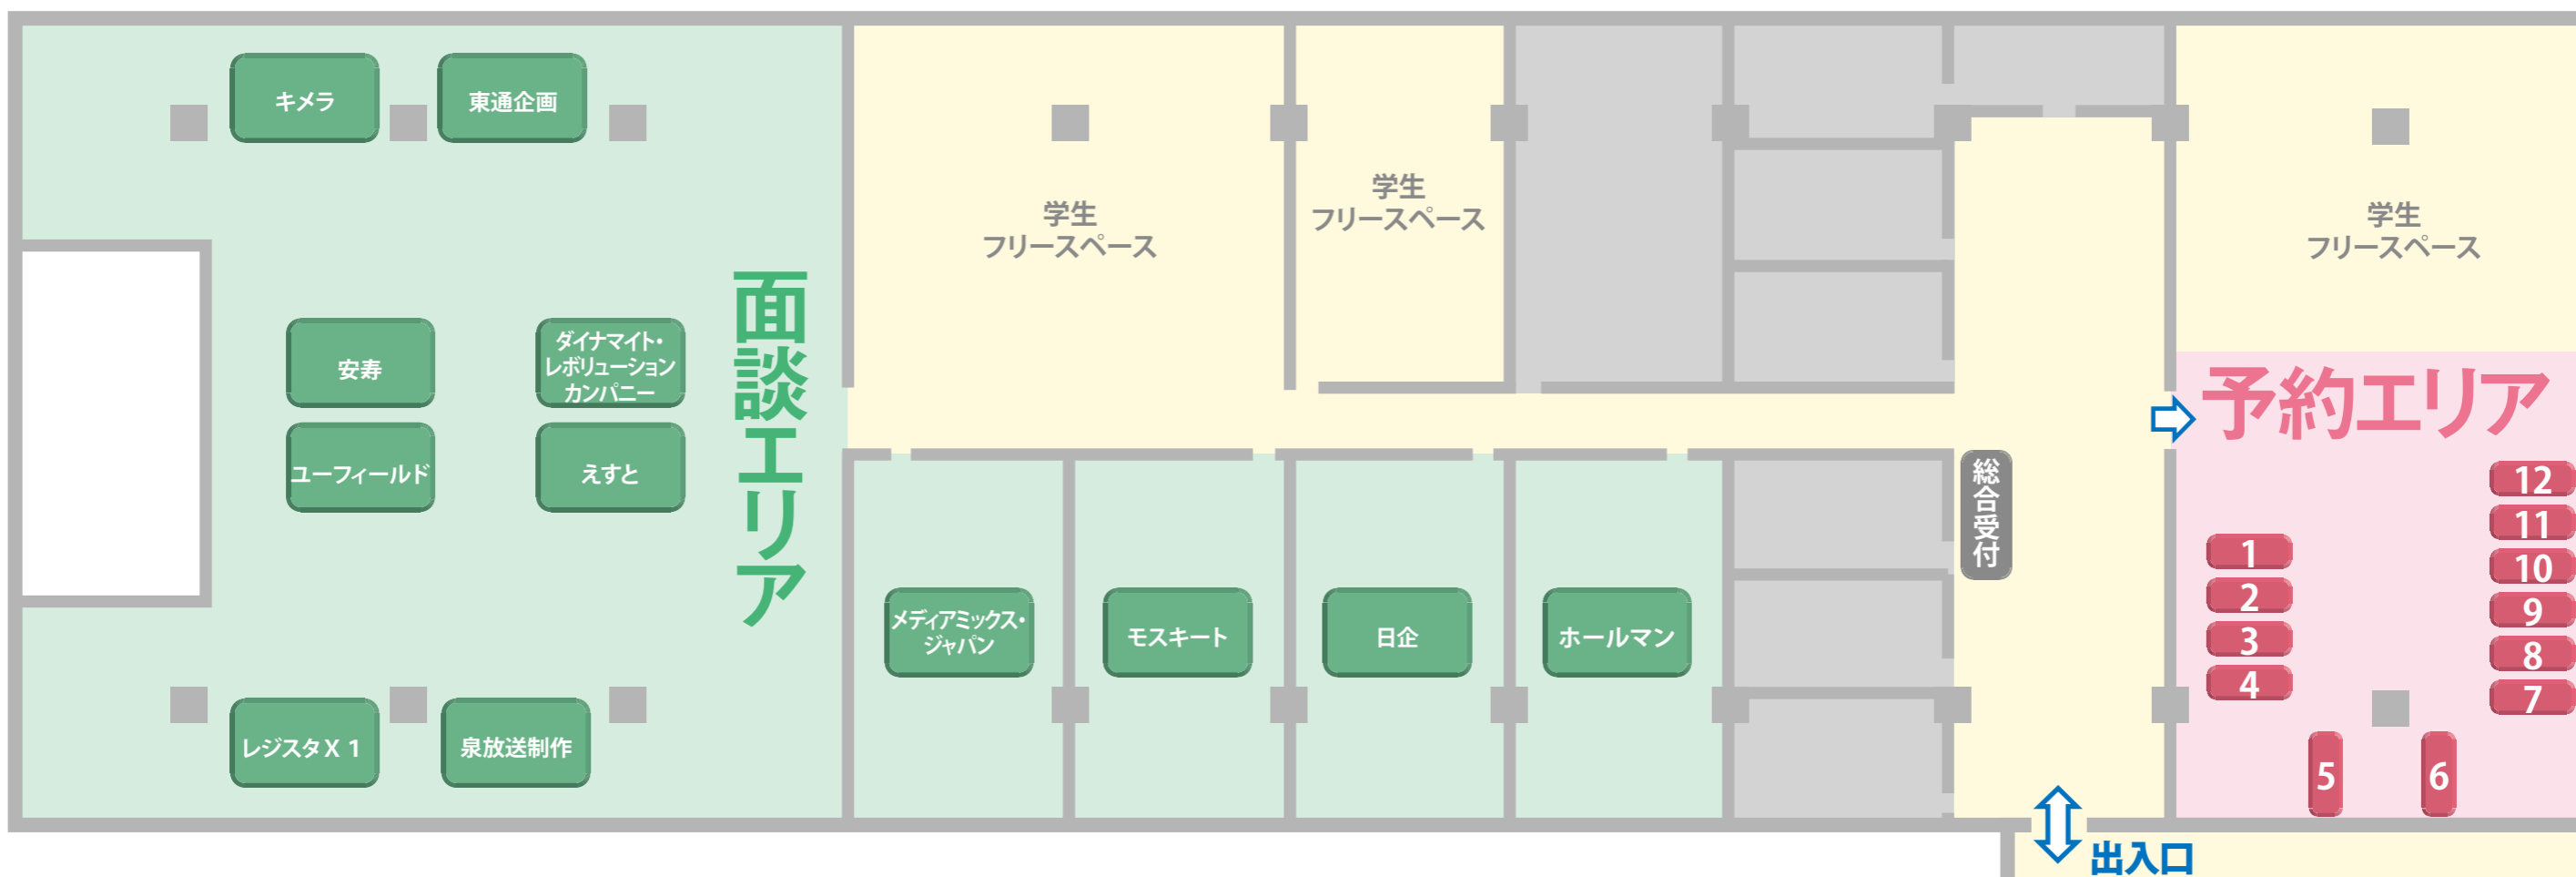 キメラ
東通企画
学生
フリースペース
学生
フリースペース
学生
フリースペース
面談エリア
安寿
ダイナマイト・
レボリューション
カンパニー
ユーフィールド
えすと
予約エリア
総合受付
12
11
10
9
8
7
1
2
3
4
5
6
メディアミックス・
ジャパン
モスキート
日企
ホールマン
レジスタX 1
泉放送制作
出入口